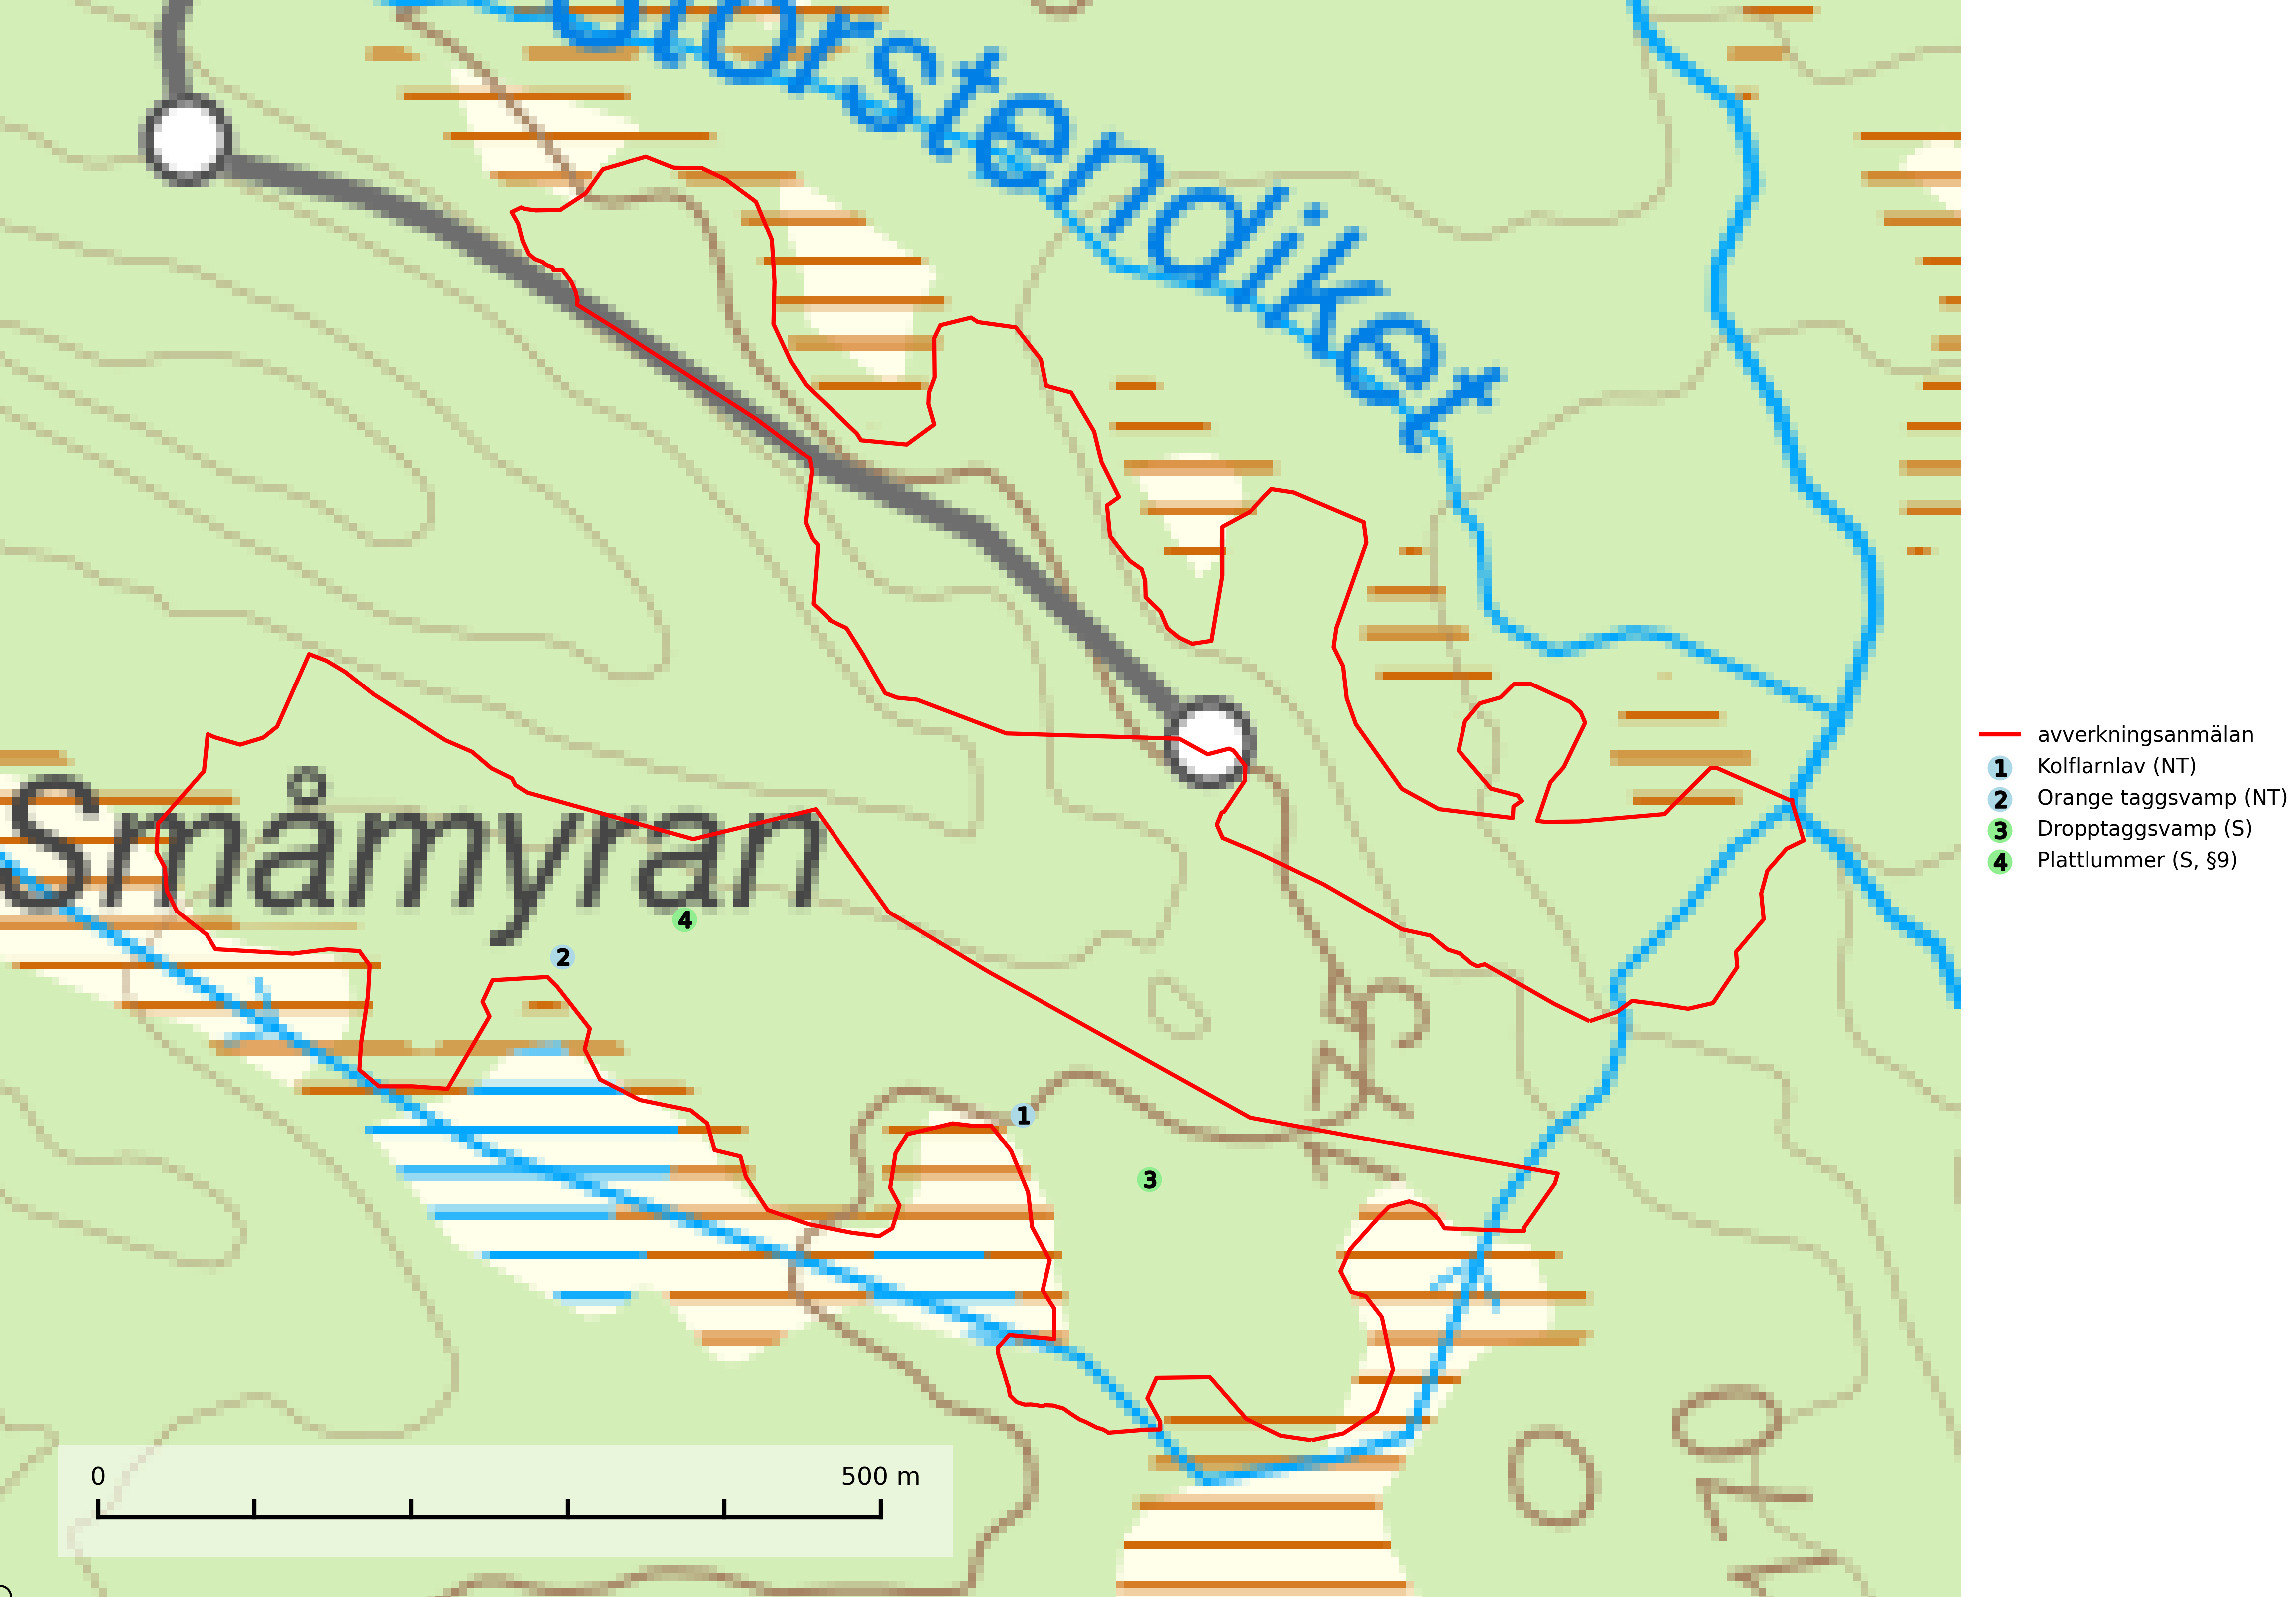 Storstendiket
Småmyran
avverkningsanmälan
1 Kolflarnlav (NT)
2 Orange taggsvamp (NT)
3 Dropptaggsvamp (S)
4 Plattlummer (S, §9)
4
2
1
3
0 500 m